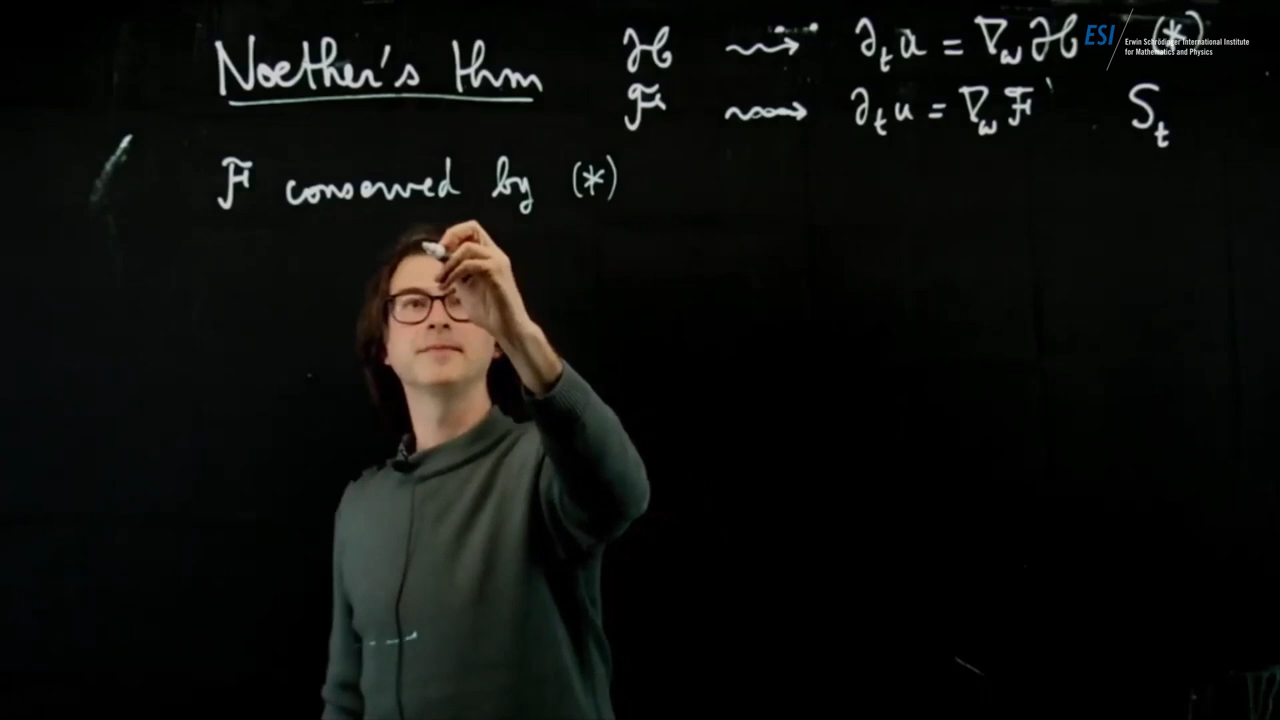 Noether's thm ℋ ⇝ ∂ₜu = ∇_ω ℋ (*)
ℱ ⇝ ∂ₜu = ∇_ω ℱ Sₜ
ℱ conserved by (*)
ESI Erwin Schrödinger International Institute
for Mathematics and Physics